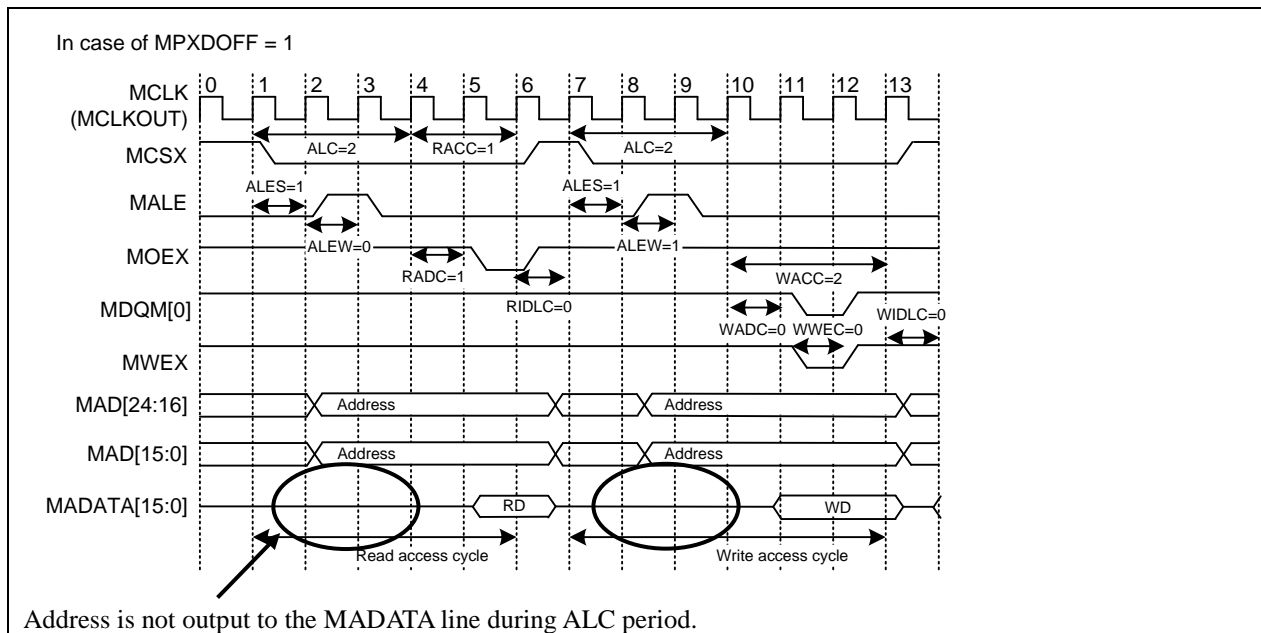 In case of MPXDOFF = 1
0 1 2 3 4 5 6 7 8 9 10 11 12 13
MCLK
(MCLKOUT)
ALC=2 RACC=1 ALC=2
MCSX
ALES=1 ALES=1
MALE
ALEW=0 ALEW=1
MOEX
RADC=1 WACC=2
RIDLC=0
MDQM[0]
WADC=0 WWEC=0 WIDLC=0
MWEX
MAD[24:16] Address Address
MAD[15:0] Address Address
MADATA[15:0] RD WD
Read access cycle Write access cycle
Address is not output to the MADATA line during ALC period.